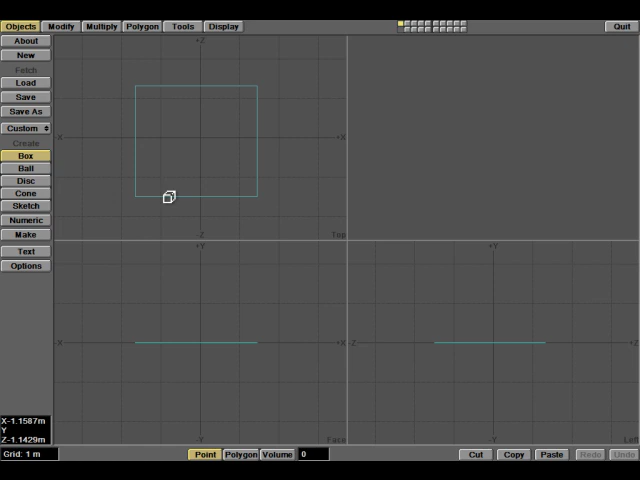 Objects Modify Multiply Polygon Tools Display Quit
About
New
Fetch
Load
Save
Save As
Custom
Create
Box
Ball
Disc
Cone
Sketch
Numeric
Make
Text
Options
+Z
-X +X
-Z Top
+Y
-X +X
-Y Face
+Y
-Z +Z
-Y Left
X-1.1587m
Y
Z-1.1429m
Grid: 1 m Point Polygon Volume 0 Cut Copy Paste Redo Undo